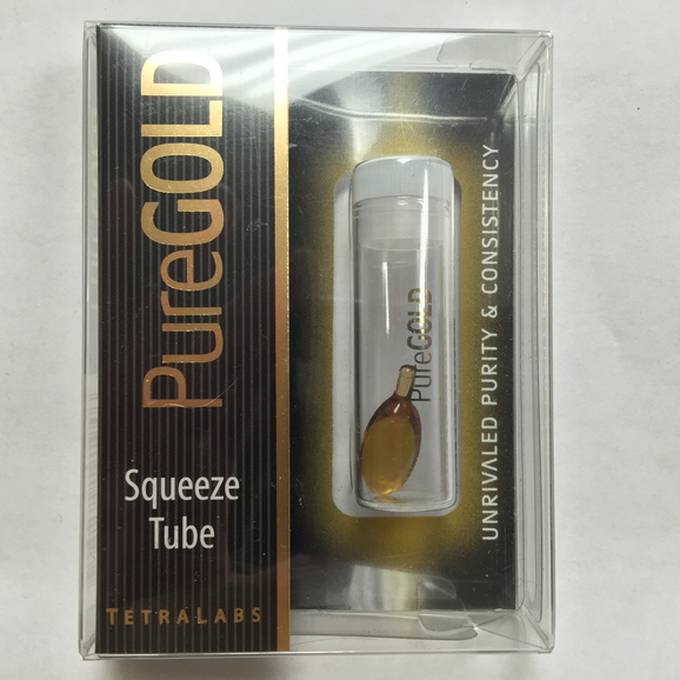 PureGOLD
Squeeze
Tube
TETRALABS
PureGOLD
UNRIVALED PURITY & CONSISTENCY